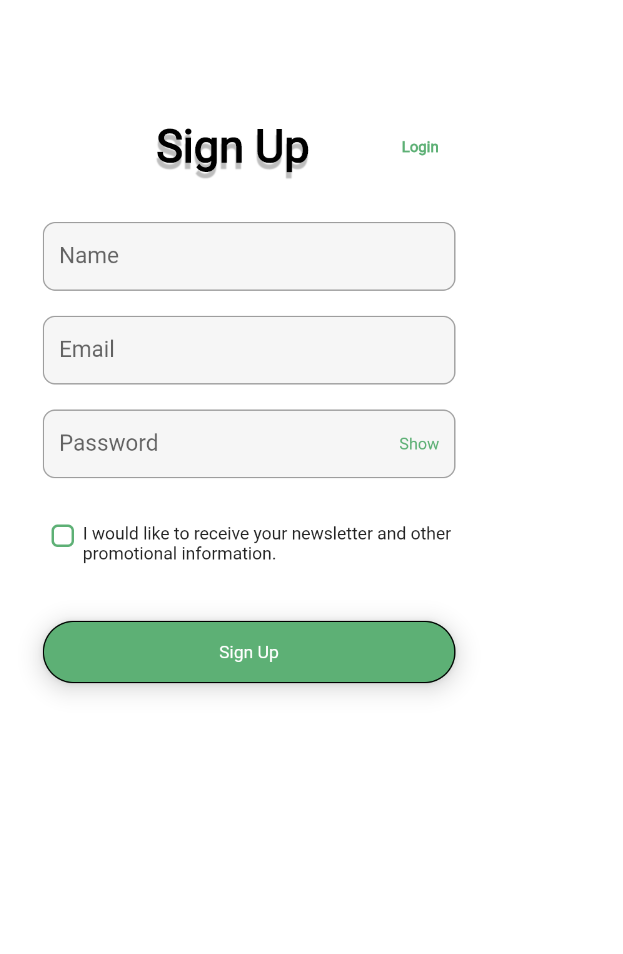 Sign Up
Login
Name
Email
Password
Show
I would like to receive your newsletter and other
promotional information.
Sign Up